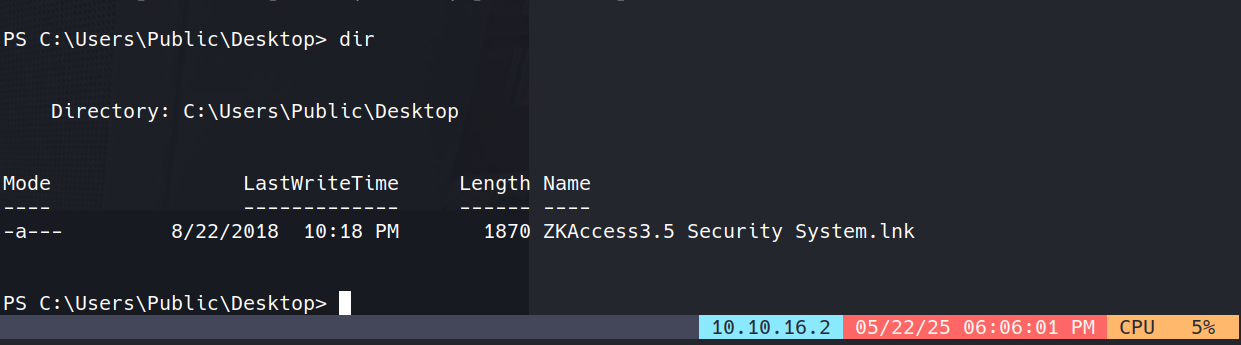 PS C:\Users\Public\Desktop> dir
Directory: C:\Users\Public\Desktop
Mode LastWriteTime Length Name
---- ------------- ------ ----
-a--- 8/22/2018 10:18 PM 1870 ZKAccess3.5 Security System.lnk
PS C:\Users\Public\Desktop>
10.10.16.2 05/22/25 06:06:01 PM CPU 5%